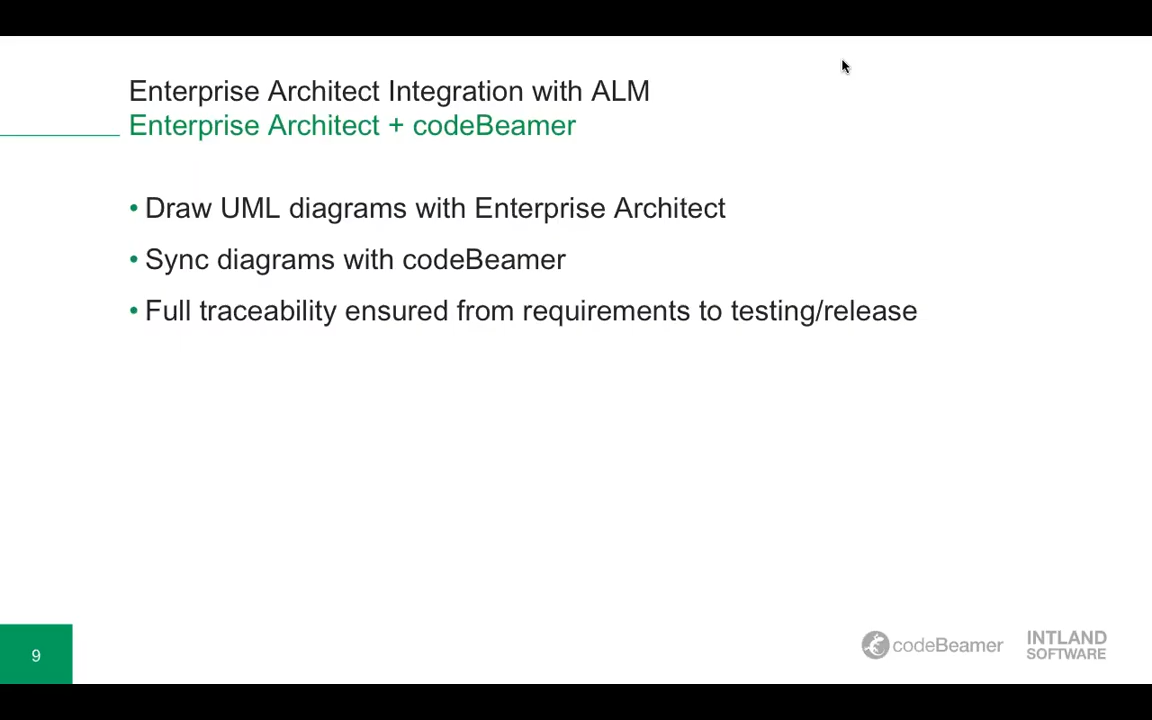 Enterprise Architect Integration with ALM
Enterprise Architect + codeBeamer
• Draw UML diagrams with Enterprise Architect
• Sync diagrams with codeBeamer
• Full traceability ensured from requirements to testing/release
9
codeBeamer
INTLAND
SOFTWARE